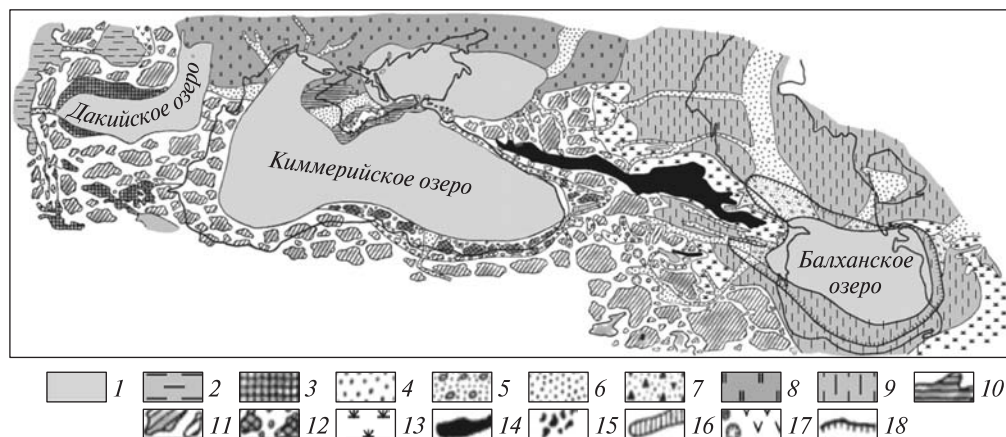 Дакийское озеро
Киммерийское озеро
Балханское
озеро
1 2 3 4 5 6 7 8 9 10
11 12 13 14 15 16 17 18